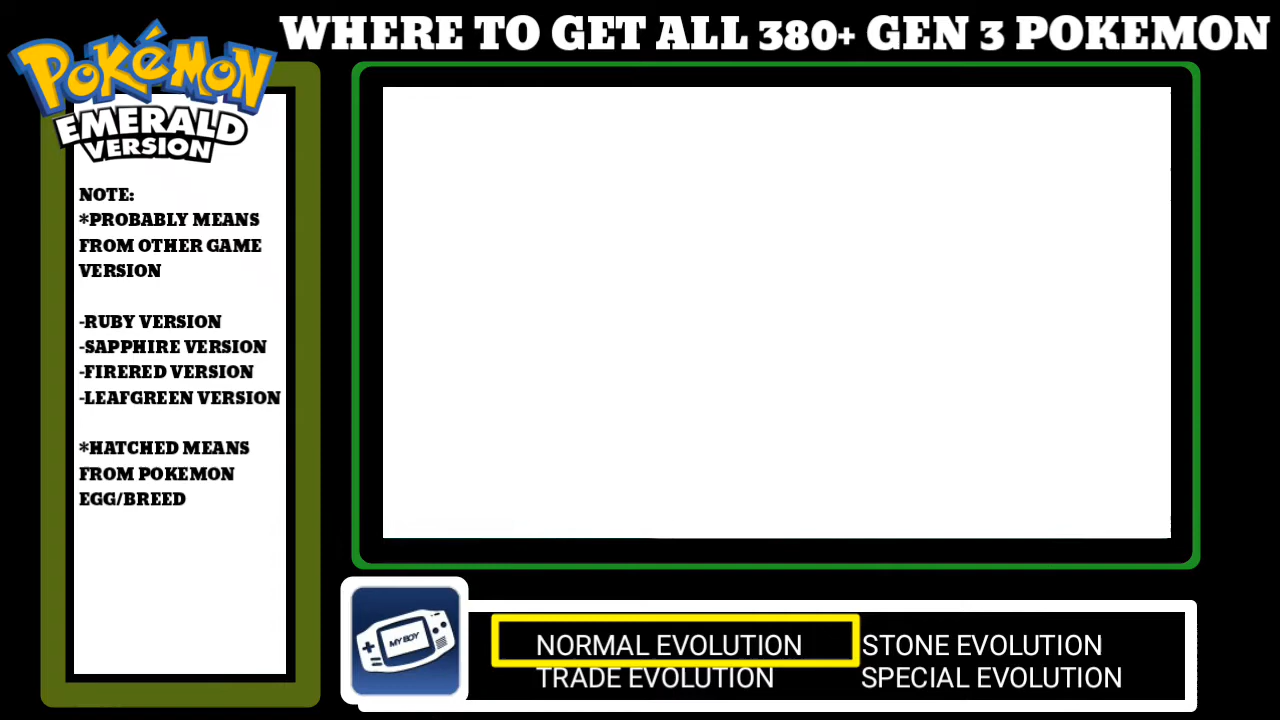 WHERE TO GET ALL 380+ GEN 3 POKEMON
POKéMON
EMERALD
VERSION
NOTE:
*PROBABLY MEANS
FROM OTHER GAME
VERSION
-RUBY VERSION
-SAPPHIRE VERSION
-FIRERED VERSION
-LEAFGREEN VERSION
*HATCHED MEANS
FROM POKEMON
EGG/BREED
MY BOY
NORMAL EVOLUTION
STONE EVOLUTION
TRADE EVOLUTION
SPECIAL EVOLUTION